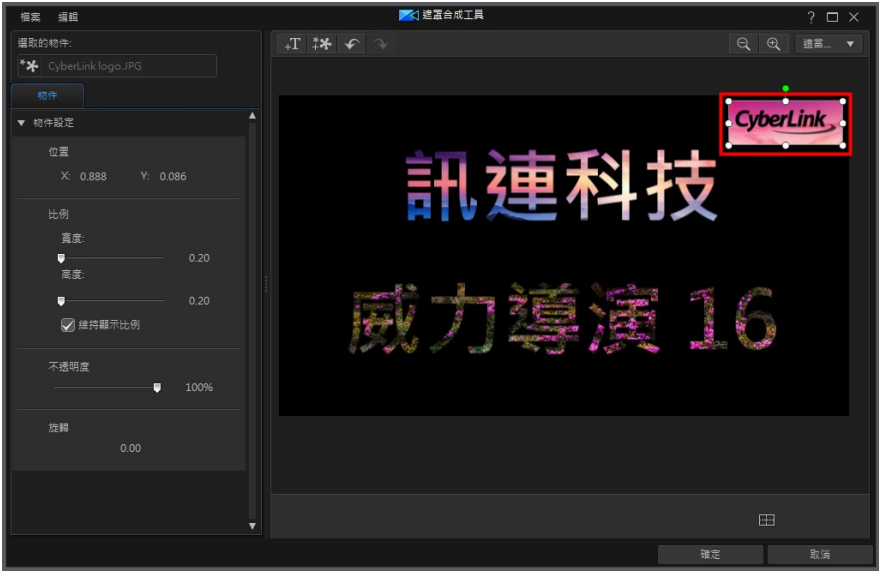 檔案 編輯
遮罩合成工具
選取的物件:
CyberLink logo.JPG
物件
物件設定
位置
X: 0.888 Y: 0.086
比例
寬度:
0.20
高度:
0.20
維持顯示比例
不透明度
100%
旋轉
0.00
+T
適當...
CyberLink
訊連科技
威力導演 16
確定 取消